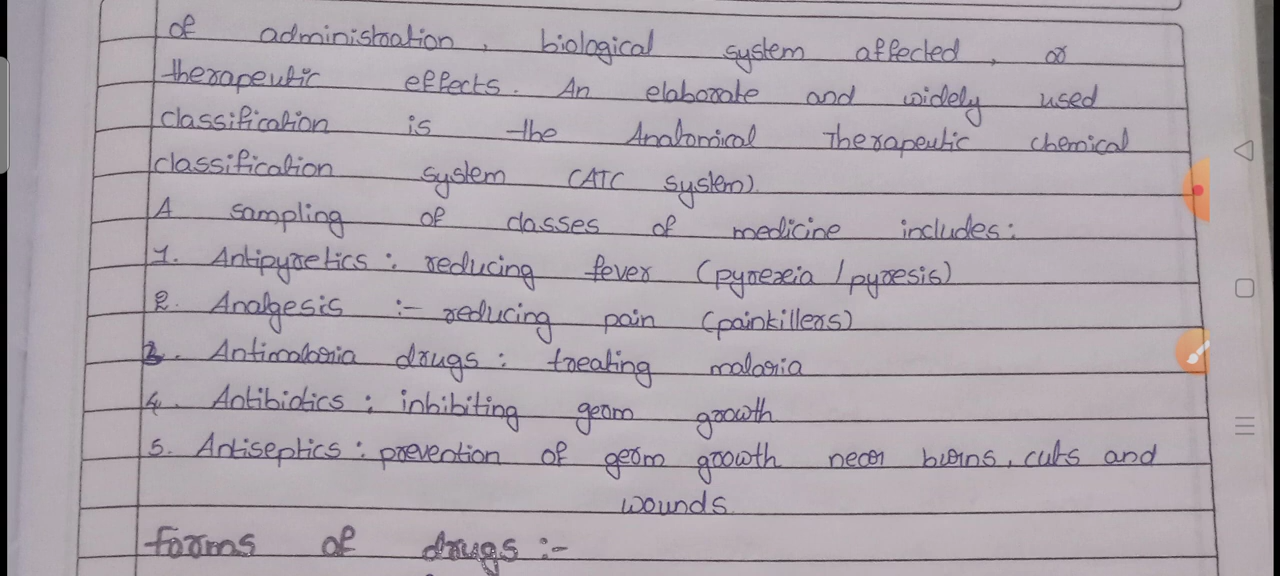 of administration, biological system affected, or
therapeutic effects. An elaborate and widely used
classification is the Anatomical Therapeutic chemical
classification system (ATC system).
A sampling of classes of medicine includes:
1. Antipyretics: reducing fever (pyrexeia / pyresis)
2. Analgesis :- reducing pain (painkillers)
3. Antimalaria drugs: treating malaria
4. Antibiotics: inhibiting germ growth
5. Antiseptics: prevention of germ growth near burns, cuts and
wounds
forms of drugs :-